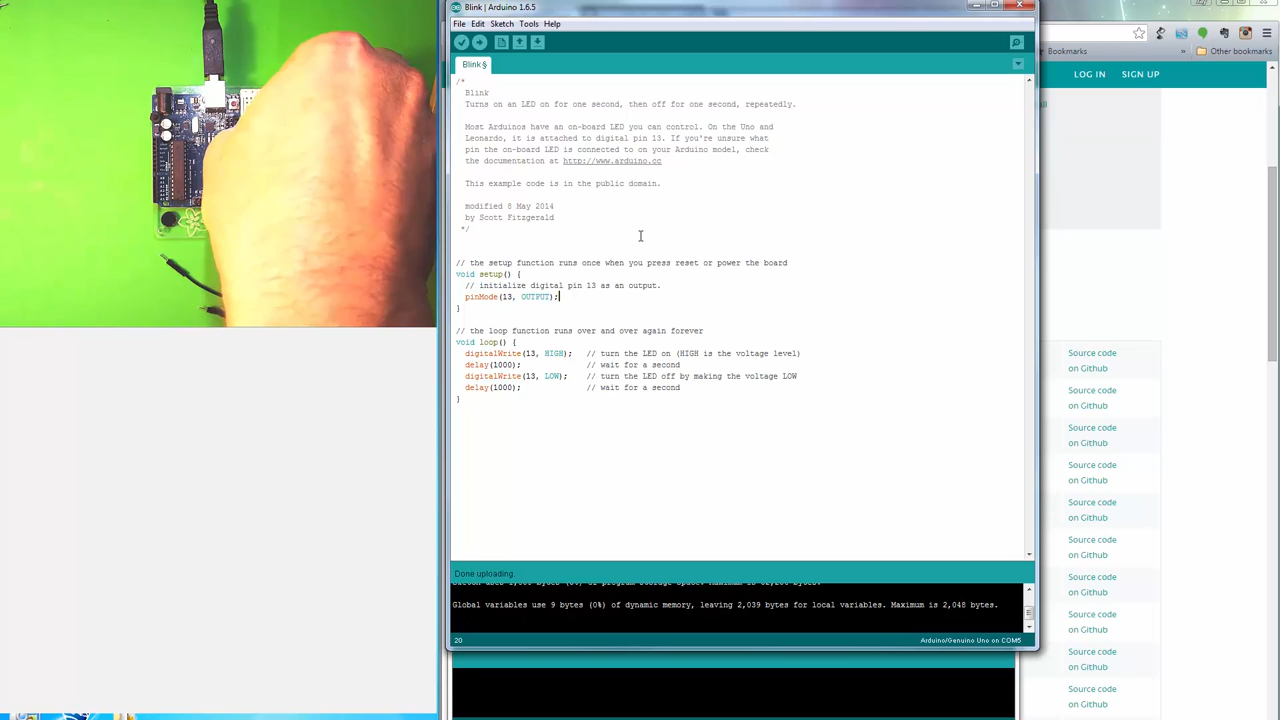 Blink | Arduino 1.6.5
File Edit Sketch Tools Help
Bookmarks
»
Other bookmarks
Blink §
LOG IN SIGN UP
/*
Blink
Turns on an LED on for one second, then off for one second, repeatedly.
Most Arduinos have an on-board LED you can control. On the Uno and
Leonardo, it is attached to digital pin 13. If you're unsure what
pin the on-board LED is connected to on your Arduino model, check
the documentation at http://www.arduino.cc
This example code is in the public domain.
modified 8 May 2014
by Scott Fitzgerald
*/
// the setup function runs once when you press reset or power the board
void setup() {
// initialize digital pin 13 as an output.
pinMode(13, OUTPUT);
}
// the loop function runs over and over again forever
void loop() {
digitalWrite(13, HIGH); // turn the LED on (HIGH is the voltage level)
delay(1000); // wait for a second
digitalWrite(13, LOW); // turn the LED off by making the voltage LOW
delay(1000); // wait for a second
}
Source code
on Github
Source code
on Github
Source code
on Github
Source code
on Github
Source code
on Github
Source code
on Github
Source code
on Github
Source code
on Github
Source code
on Github
Source code
on Github
Done uploading.
Global variables use 9 bytes (0%) of dynamic memory, leaving 2,039 bytes for local variables. Maximum is 2,048 bytes.
20
Arduino/Genuino Uno on COM5